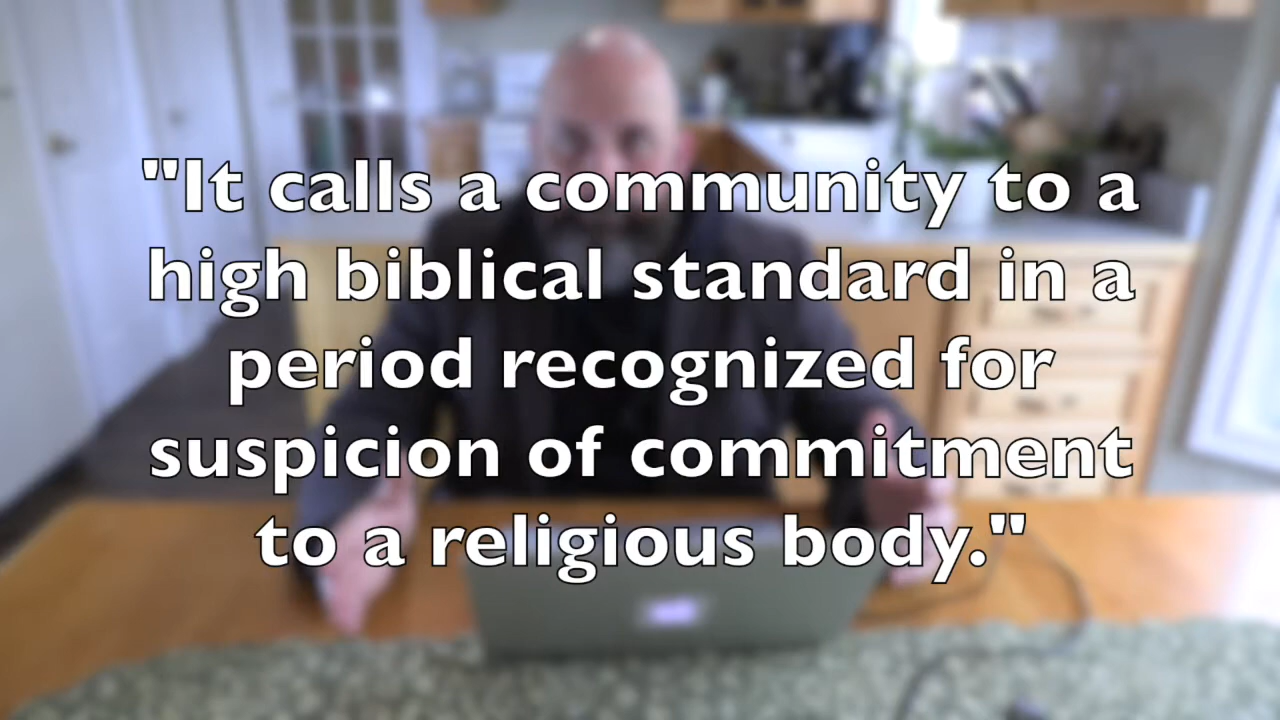 "It calls a community to a
high biblical standard in a
period recognized for
suspicion of commitment
to a religious body."